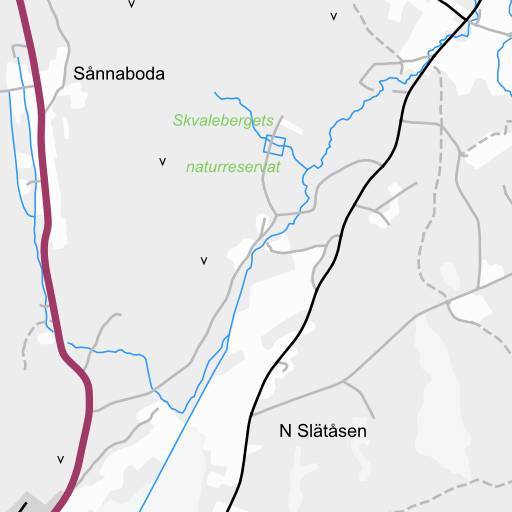 Sånnaboda
Skvalebergets
naturreservat
N Slätåsen